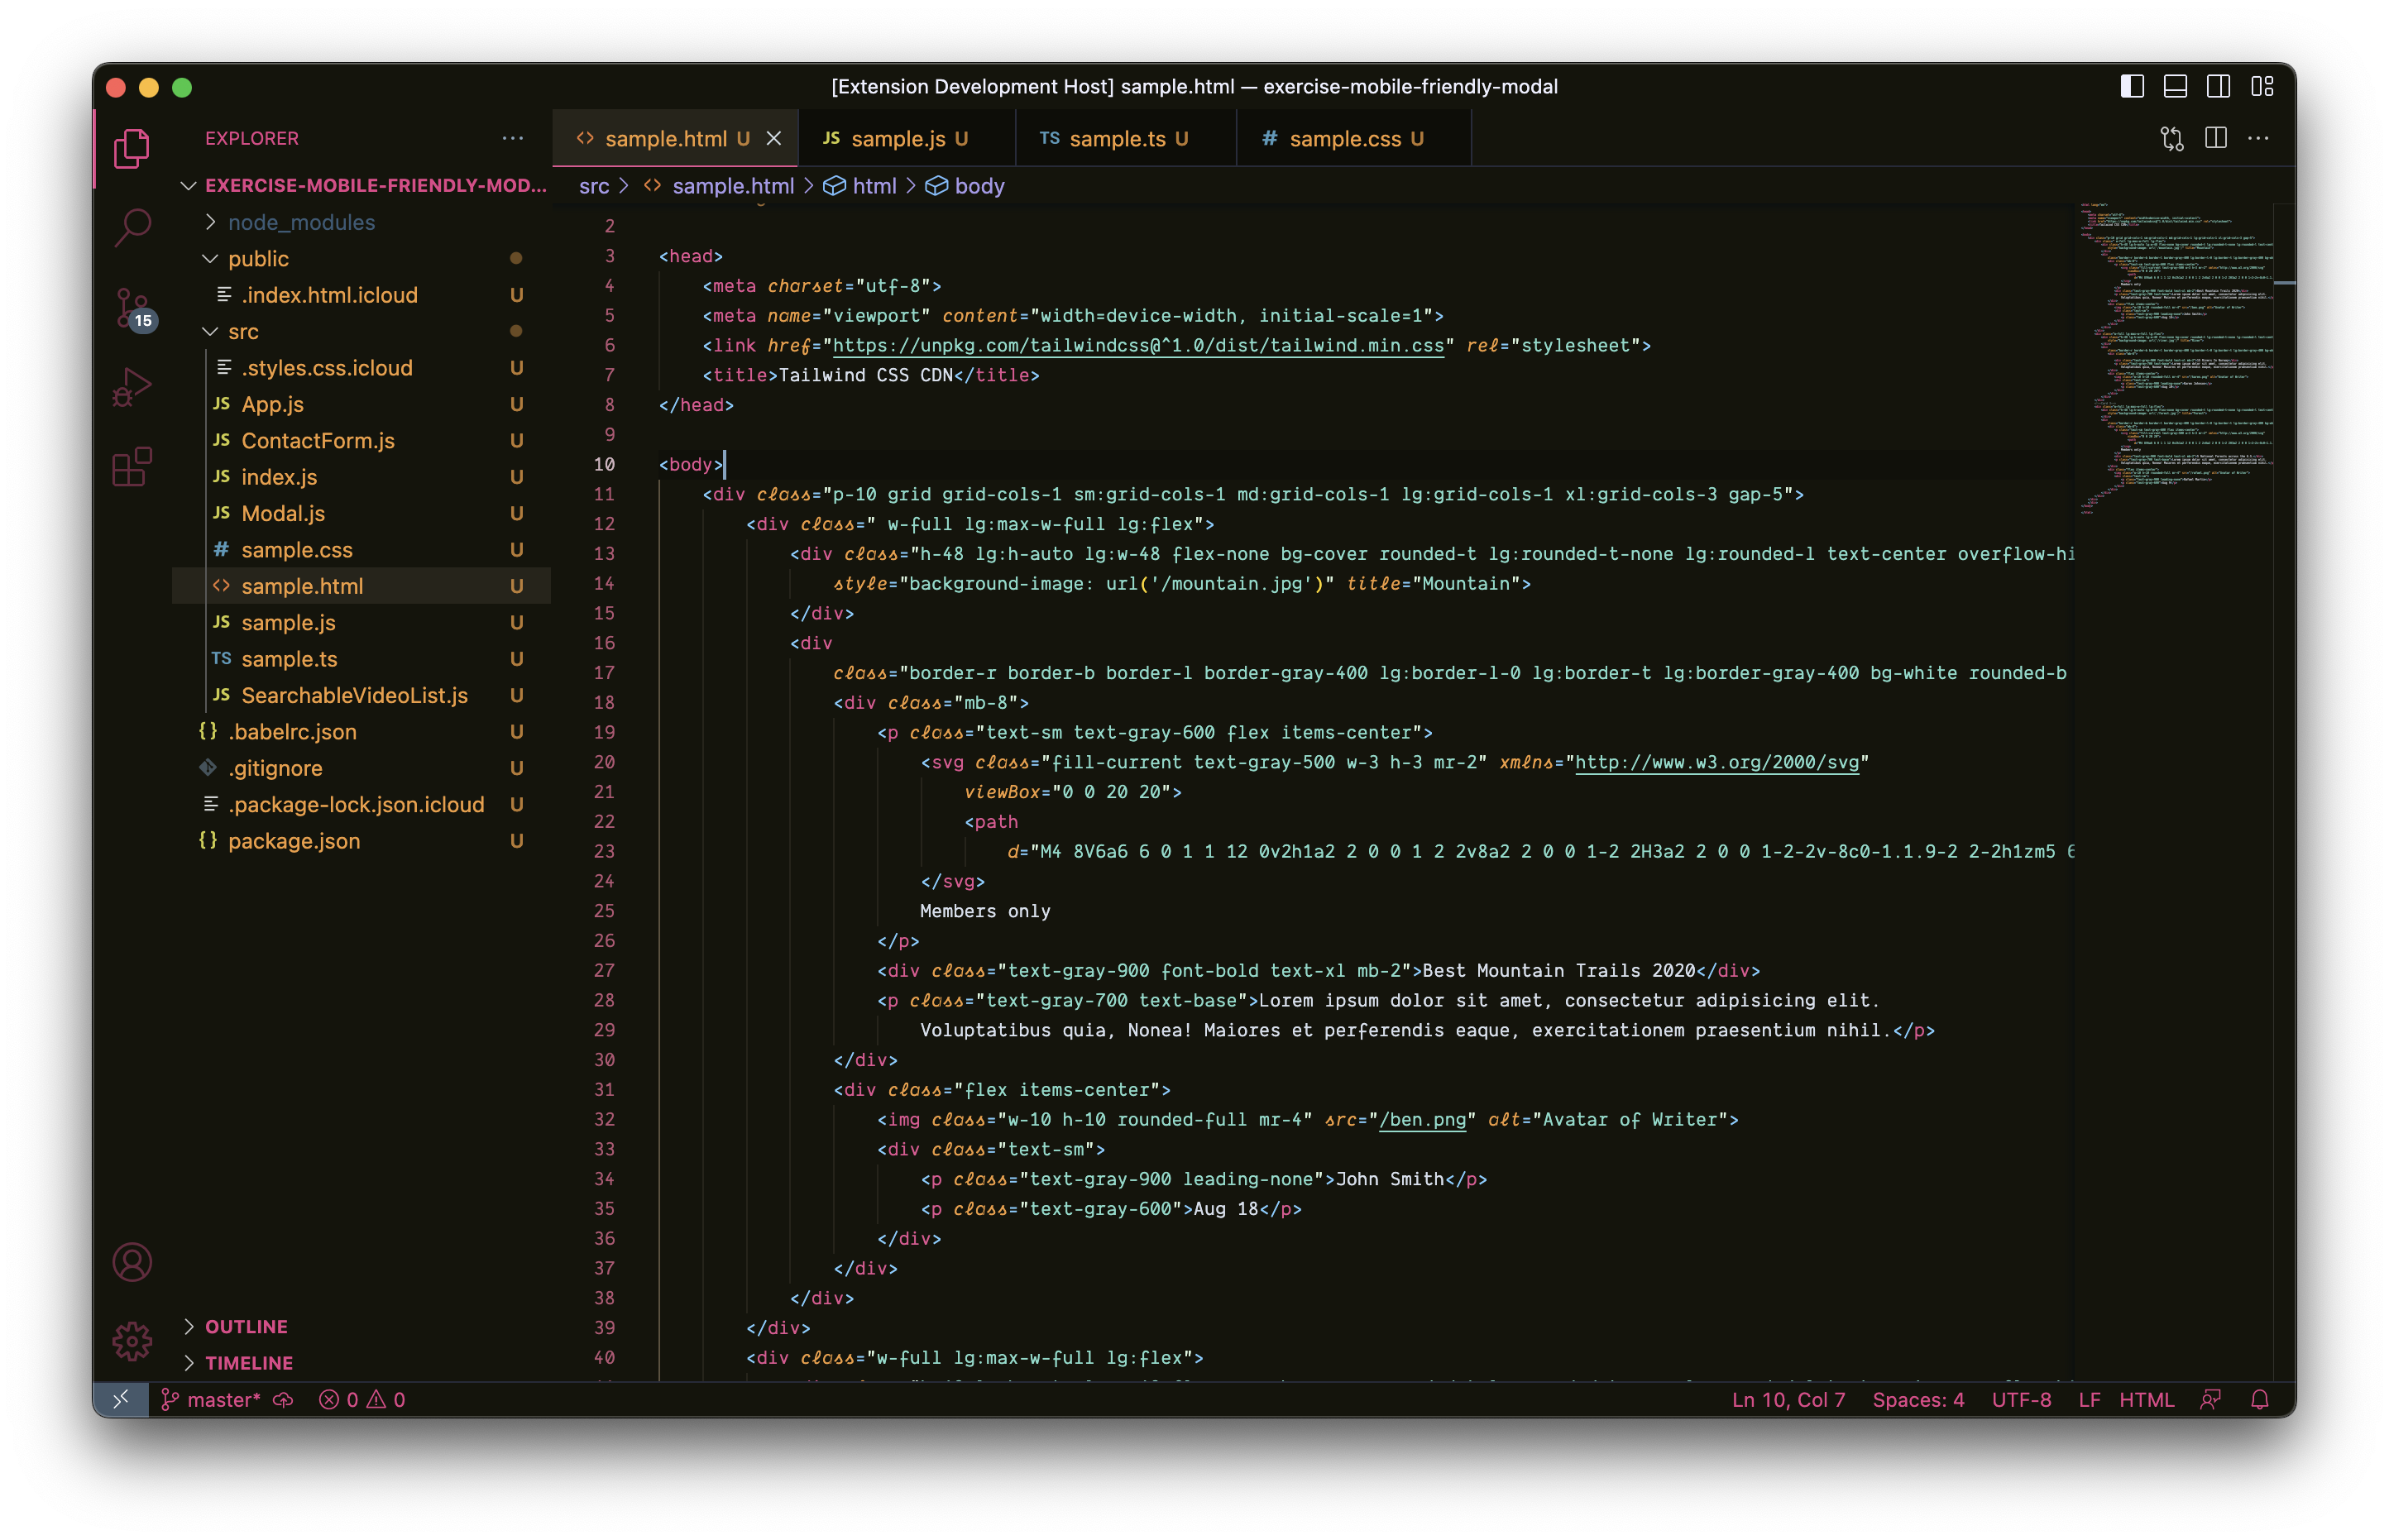 [Extension Development Host] sample.html — exercise-mobile-friendly-modal
EXPLORER
EXERCISE-MOBILE-FRIENDLY-MOD...
node_modules
public
.index.html.icloud U
src
.styles.css.icloud U
JS App.js U
JS ContactForm.js U
JS index.js U
JS Modal.js U
# sample.css U
<> sample.html U
JS sample.js U
TS sample.ts U
JS SearchableVideoList.js U
{} .babelrc.json U
.gitignore U
.package-lock.json.icloud U
{} package.json U
OUTLINE
TIMELINE
15
<> sample.html U
JS sample.js U
TS sample.ts U
# sample.css U
src > <> sample.html > html > body
2
3 <head>
4 <meta charset="utf-8">
5 <meta name="viewport" content="width=device-width, initial-scale=1">
6 <link href="https://unpkg.com/tailwindcss@^1.0/dist/tailwind.min.css" rel="stylesheet">
7 <title>Tailwind CSS CDN</title>
8 </head>
9
10 <body>
11 <div class="p-10 grid grid-cols-1 sm:grid-cols-1 md:grid-cols-1 lg:grid-cols-1 xl:grid-cols-3 gap-5">
12 <div class=" w-full lg:max-w-full lg:flex">
13 <div class="h-48 lg:h-auto lg:w-48 flex-none bg-cover rounded-t lg:rounded-t-none lg:rounded-l text-center overflow-hi
14 style="background-image: url('/mountain.jpg')" title="Mountain">
15 </div>
16 <div
17 class="border-r border-b border-l border-gray-400 lg:border-l-0 lg:border-t lg:border-gray-400 bg-white rounded-b
18 <div class="mb-8">
19 <p class="text-sm text-gray-600 flex items-center">
20 <svg class="fill-current text-gray-500 w-3 h-3 mr-2" xmlns="http://www.w3.org/2000/svg"
21 viewBox="0 0 20 20">
22 <path
23 d="M4 8V6a6 6 0 1 1 12 0v2h1a2 2 0 0 1 2 2v8a2 2 0 0 1-2 2H3a2 2 0 0 1-2-2v-8c0-1.1.9-2 2-2h1zm5 6
24 </svg>
25 Members only
26 </p>
27 <div class="text-gray-900 font-bold text-xl mb-2">Best Mountain Trails 2020</div>
28 <p class="text-gray-700 text-base">Lorem ipsum dolor sit amet, consectetur adipisicing elit.
29 Voluptatibus quia, Nonea! Maiores et perferendis eaque, exercitationem praesentium nihil.</p>
30 </div>
31 <div class="flex items-center">
32 <img class="w-10 h-10 rounded-full mr-4" src="/ben.png" alt="Avatar of Writer">
33 <div class="text-sm">
34 <p class="text-gray-900 leading-none">John Smith</p>
35 <p class="text-gray-600">Aug 18</p>
36 </div>
37 </div>
38 </div>
39 </div>
40 <div class="w-full lg:max-w-full lg:flex">
master* 0 0
Ln 10, Col 7 Spaces: 4 UTF-8 LF HTML